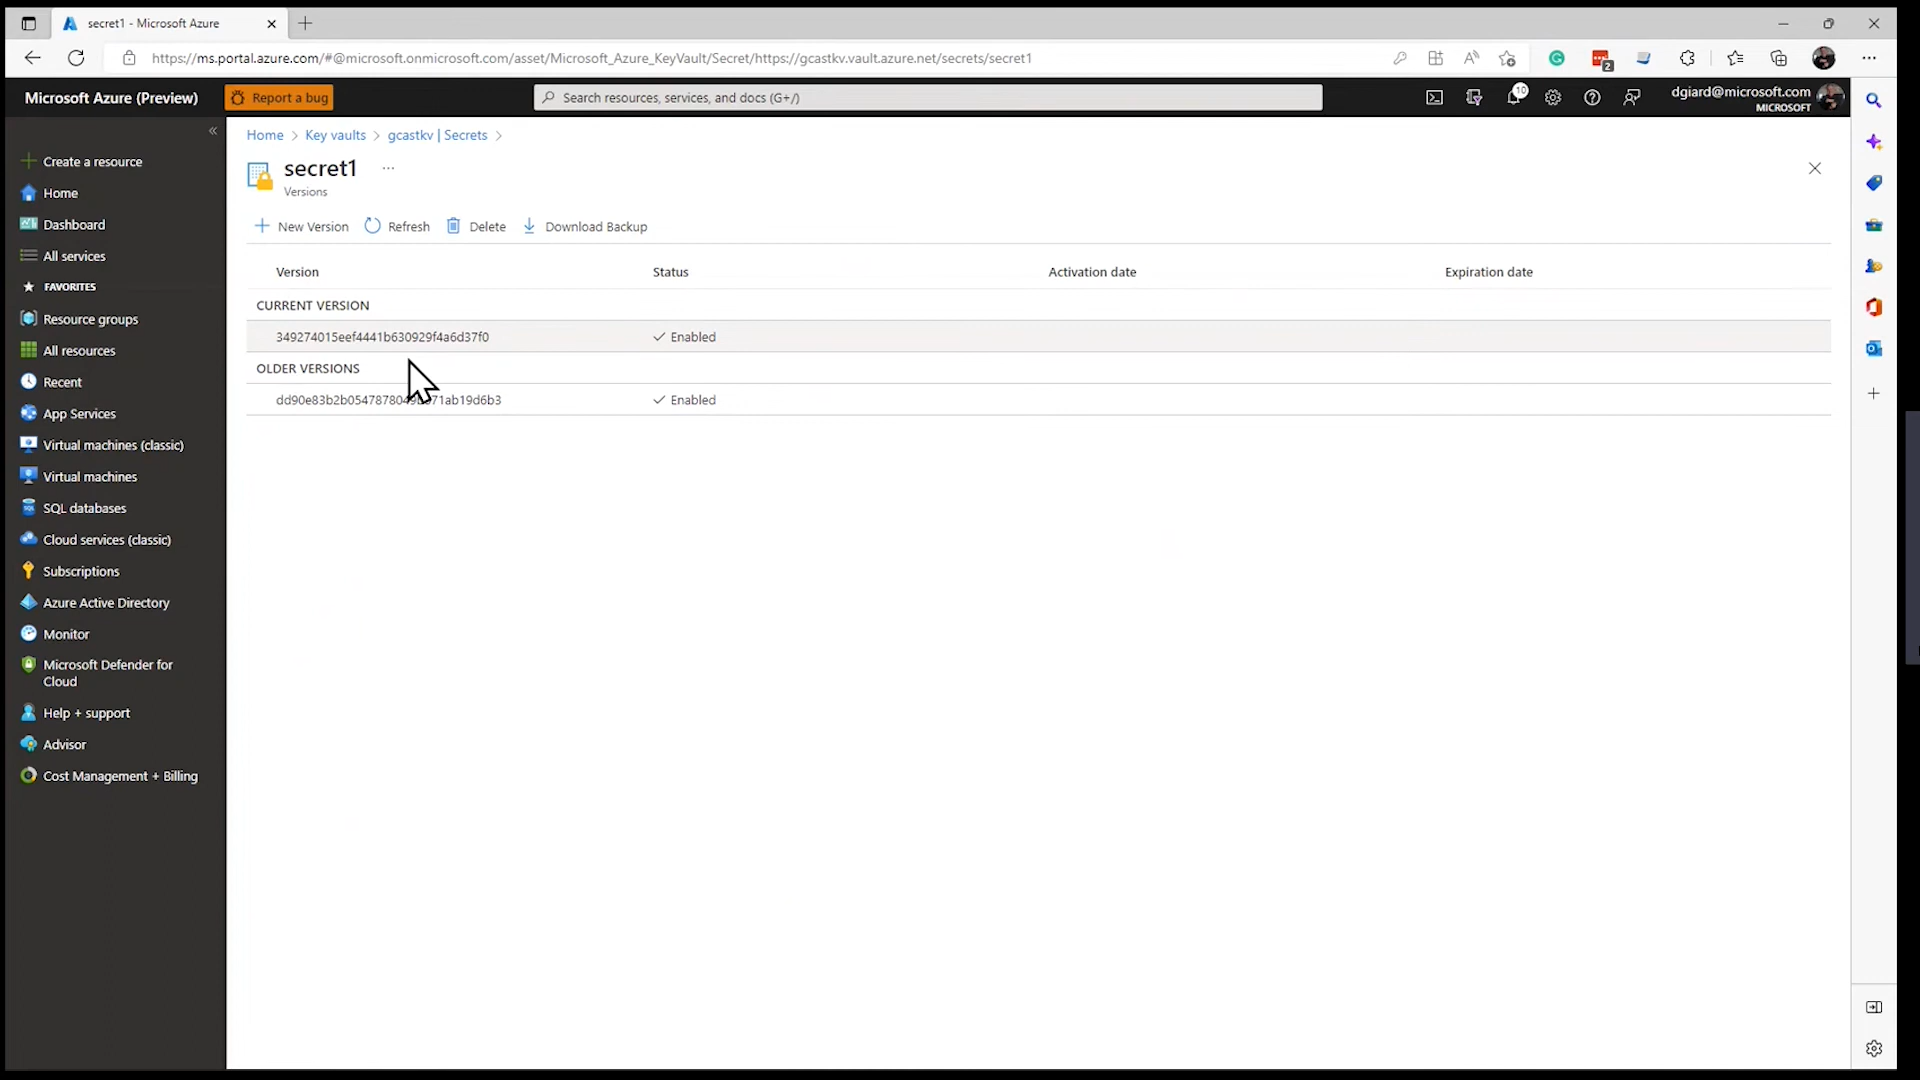 secret1 - Microsoft Azure
https://ms.portal.azure.com/#@microsoft.onmicrosoft.com/asset/Microsoft_Azure_KeyVault/Secret/https://gcastkv.vault.azure.net/secrets/secret1
2
Microsoft Azure (Preview)
Report a bug
Search resources, services, and docs (G+/)
10
dgiard@microsoft.com
MICROSOFT
Create a resource
Home
Dashboard
All services
FAVORITES
Resource groups
All resources
Recent
App Services
Virtual machines (classic)
Virtual machines
SQL databases
Cloud services (classic)
Subscriptions
Azure Active Directory
Monitor
Microsoft Defender for
Cloud
Help + support
Advisor
Cost Management + Billing
Home > Key vaults > gcastkv | Secrets >
secret1
Versions
New Version Refresh Delete Download Backup
Version Status Activation date Expiration date
CURRENT VERSION
349274015eef4441b630929f4a6d37f0 Enabled
OLDER VERSIONS
Enabled